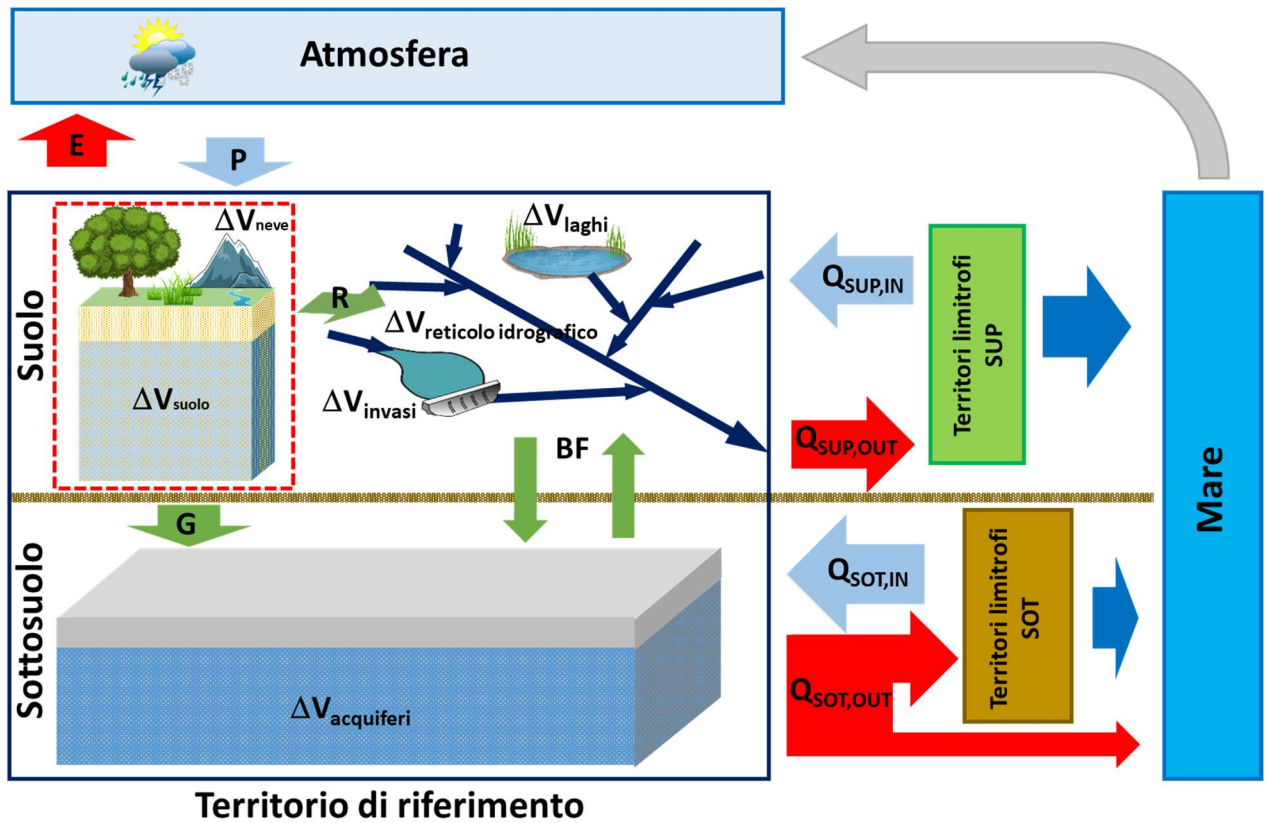 Atmosfera
E
P
Suolo
ΔVneve
ΔVlaghi
R
ΔVreticolo idrografico
ΔVsuolo
ΔVinvasi
BF
QSUP,IN
QSUP,OUT
Territori limitrofi
SUP
Mare
G
Sottosuolo
ΔVacquiferi
QSOT,IN
QSOT,OUT
Territori limitrofi
SOT
Territorio di riferimento